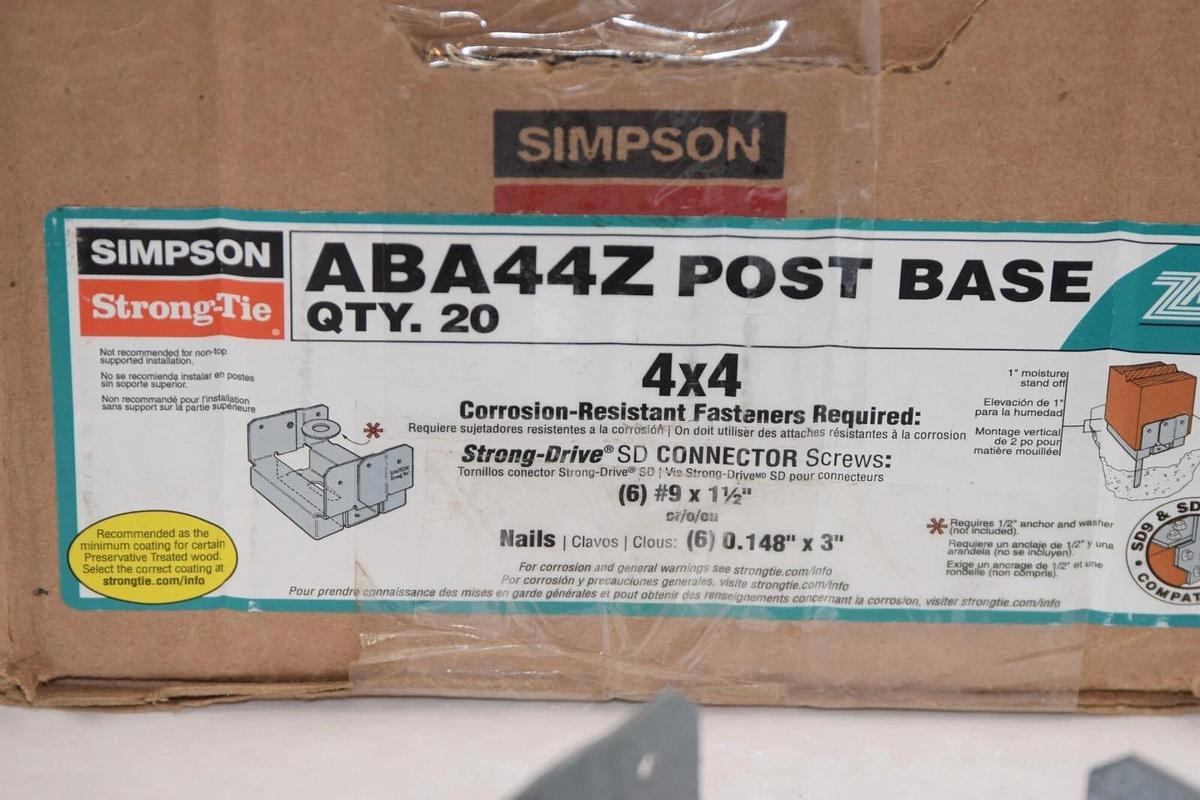 SIMPSON
SIMPSON
Strong-Tie®
ABA44Z POST BASE
QTY. 20
Not recommended for non-top
supported installation.
No se recomienda instalar en postes
sin soporte superior.
Non recommandé pour l'installation
sans support sur la partie supérieure
*
SIMPSON
Recommended as the
minimum coating for certain
Preservative Treated wood.
Select the correct coating at
strongtie.com/info
4x4
Corrosion-Resistant Fasteners Required:
Requiere sujetadores resistentes a la corrosión | On doit utiliser des attaches résistantes à la corrosion
Strong-Drive® SD CONNECTOR Screws:
Tornillos conector Strong-Drive® SD | Vis Strong-Drive MD SD pour connecteurs
(6) #9 x 1½"
or/o/ou
Nails | Clavos | Clous: (6) 0.148" x 3"
For corrosion and general warnings see strongtie.com/info
Por corrosión y precauciones generales, visite strongtie.com/info
Pour prendre connaissance des mises en garde générales et pout obtenir des renseignements concernant la corrosion, visiter strongtie.com/info
1" moisture
stand off
Elevación de 1"
para la humedad
Montage vertical
de 2 po pour
matière mouillée
* Requires 1/2" anchor and washer
(not included).
Requiere un anclaje de 1/2" y una
arandela (no se incluyen).
Exige un ancrage de 1/2" et une
rondelle (non compris).
Z
SD9 & SD
COMPAT